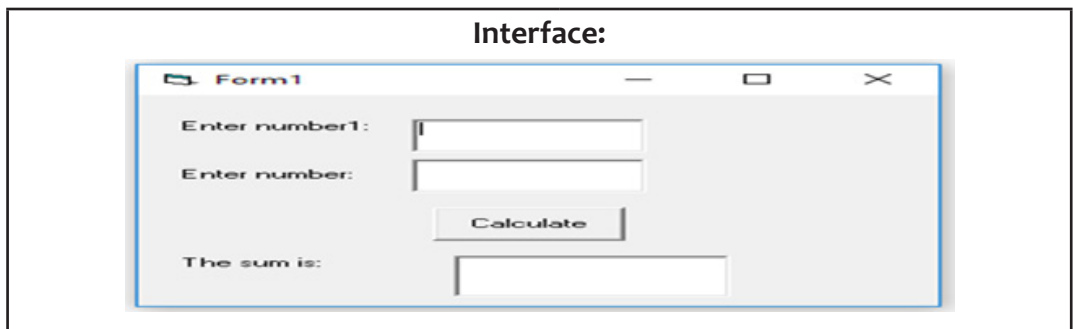 Interface:
Form1
Enter number1:
Enter number:
Calculate
The sum is: